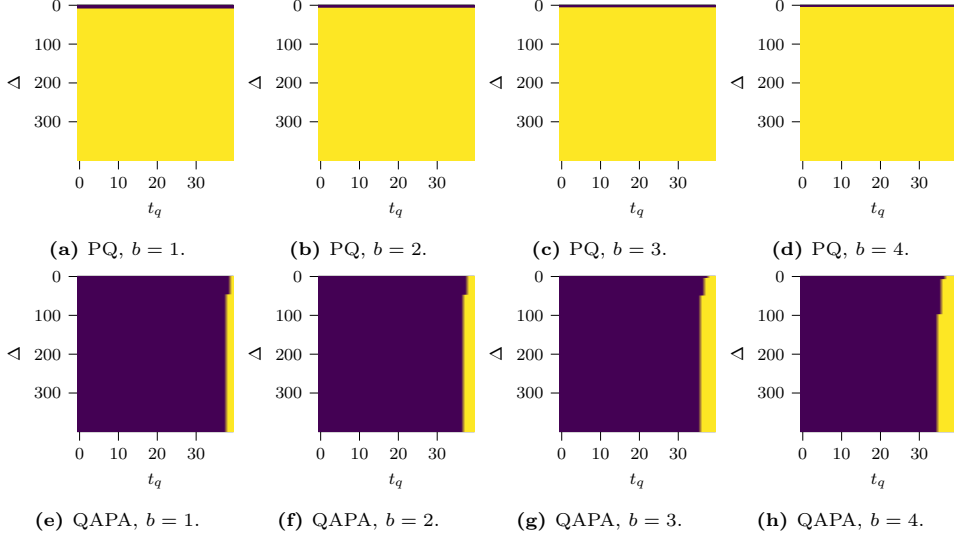 0 0 0 0
100 100 100 100
Δ 200 Δ 200 Δ 200 Δ 200
300 300 300 300
0 10 20 30 0 10 20 30 0 10 20 30 0 10 20 30
t_q t_q t_q t_q
(a) PQ, b = 1. (b) PQ, b = 2. (c) PQ, b = 3. (d) PQ, b = 4.
0 0 0 0
100 100 100 100
Δ 200 Δ 200 Δ 200 Δ 200
300 300 300 300
0 10 20 30 0 10 20 30 0 10 20 30 0 10 20 30
t_q t_q t_q t_q
(e) QAPA, b = 1. (f) QAPA, b = 2. (g) QAPA, b = 3. (h) QAPA, b = 4.